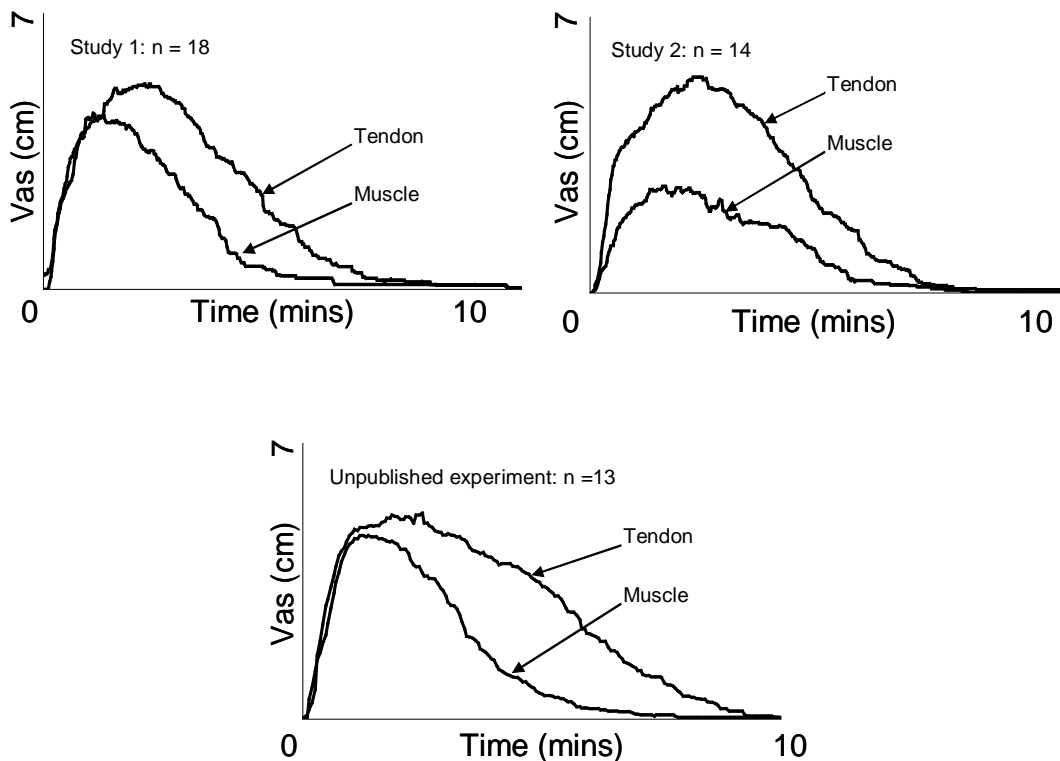 7
Study 1: n = 18
Tendon
Muscle
Vas (cm)
0
Time (mins)
10
7
Study 2: n = 14
Tendon
Muscle
Vas (cm)
0
Time (mins)
10
7
Unpublished experiment: n =13
Tendon
Muscle
Vas (cm)
0
Time (mins)
10